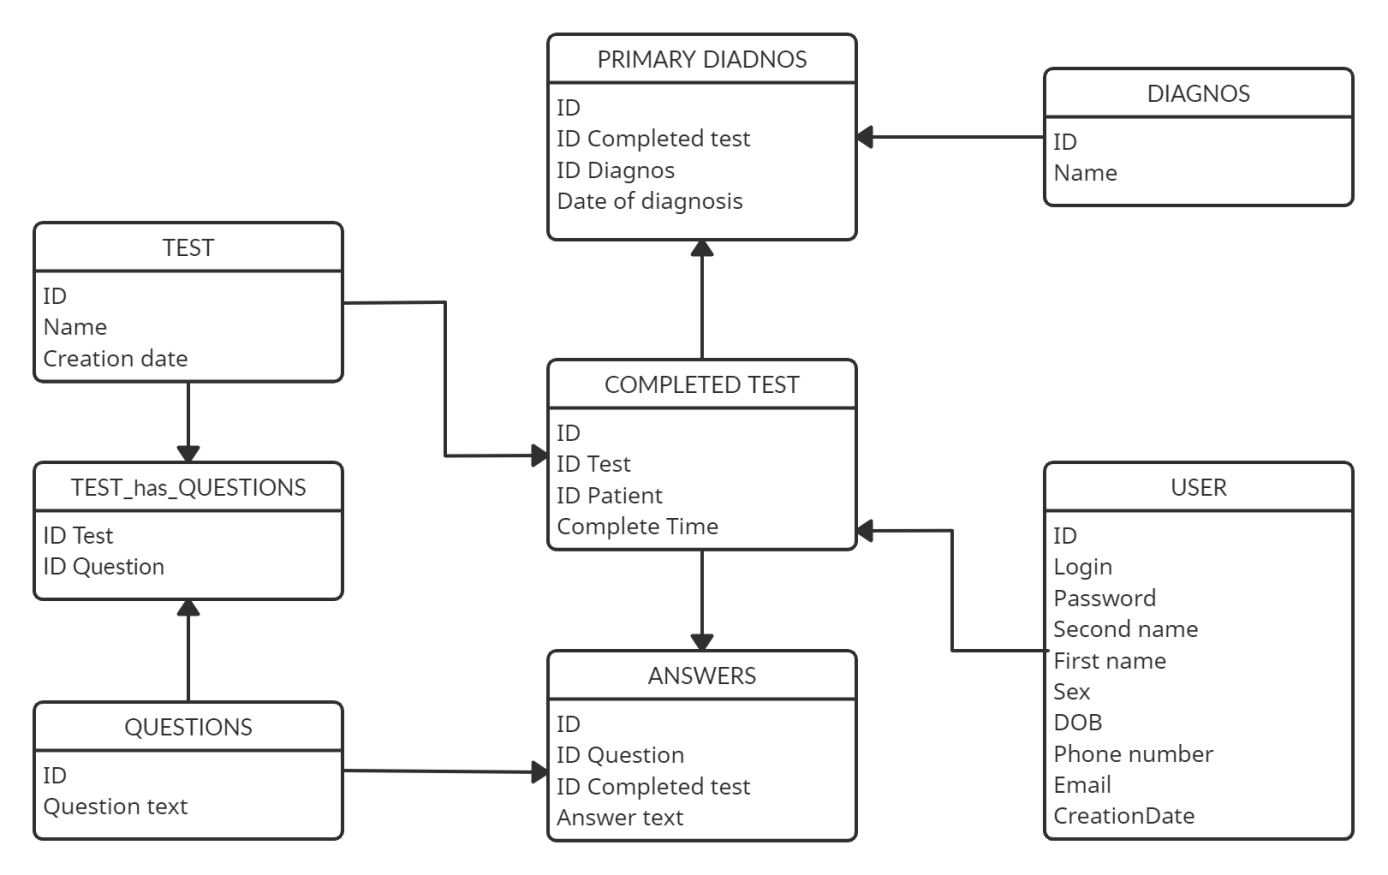 PRIMARY DIADNOS
ID
ID Completed test
ID Diagnos
Date of diagnosis
DIAGNOS
ID
Name
TEST
ID
Name
Creation date
COMPLETED TEST
ID
ID Test
ID Patient
Complete Time
TEST_has_QUESTIONS
ID Test
ID Question
USER
ID
Login
Password
Second name
First name
Sex
DOB
Phone number
Email
CreationDate
QUESTIONS
ID
Question text
ANSWERS
ID
ID Question
ID Completed test
Answer text